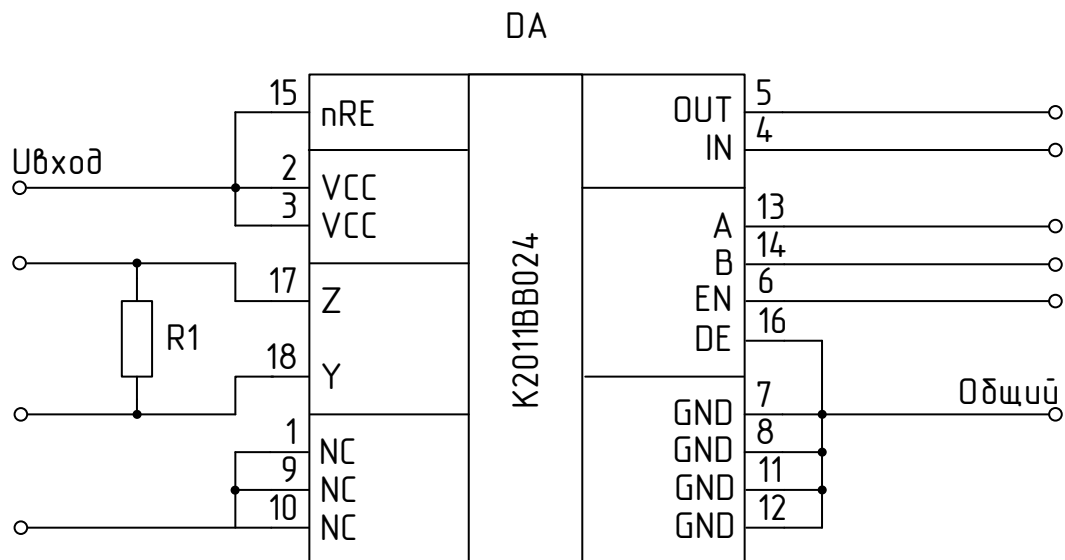 DA
15
nRE
OUT
5
IN
4
Uвход
2
VCC
3
VCC
A
13
B
14
17
Z
EN
6
DE
16
R1
18
Y
К2011ВВ024
GND
7
Общий
1
NC
GND
8
9
NC
GND
11
10
NC
GND
12